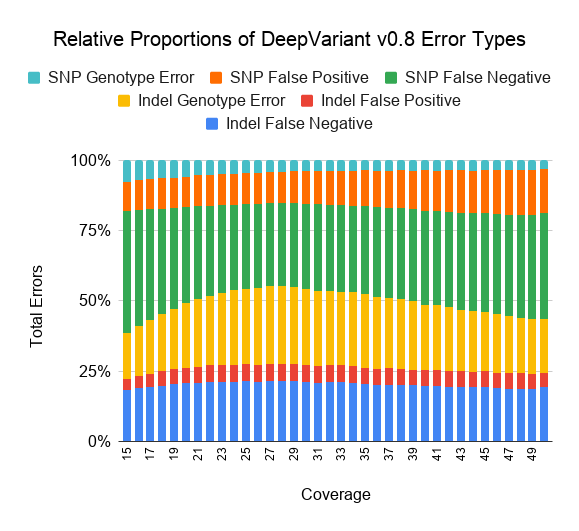 Relative Proportions of DeepVariant v0.8 Error Types
SNP Genotype Error SNP False Positive SNP False Negative
Indel Genotype Error Indel False Positive
Indel False Negative
100%
75%
50%
25%
0%
Total Errors
15 17 19 21 23 25 27 29 31 33 35 37 39 41 43 45 47 49
Coverage